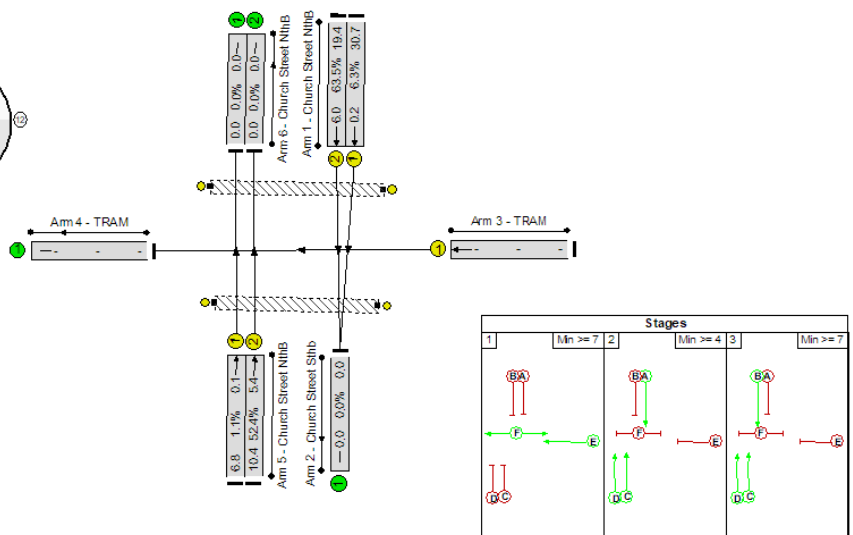 12
1 2
0.0 0.0% 0.0
0.0 0.0% 0.0
Arm 6 - Church Street NthB
Arm 1 - Church Street NthB
6.0 63.5% 19.4
0.2 6.3% 30.7
2 1
Arm 4 - TRAM
1
- - -
Arm 3 - TRAM
1
- - -
1 2
6.8 1.1% 0.1
10.4 52.4% 5.4
Arm 5 - Church Street NthB
Arm 2 - Church Street Sthb
0.0 0.0% 0.0
1
Stages
1 Min >= 7 2 Min >= 4 3 Min >= 7
B A B A B A
F E F E F E
D C D C D C